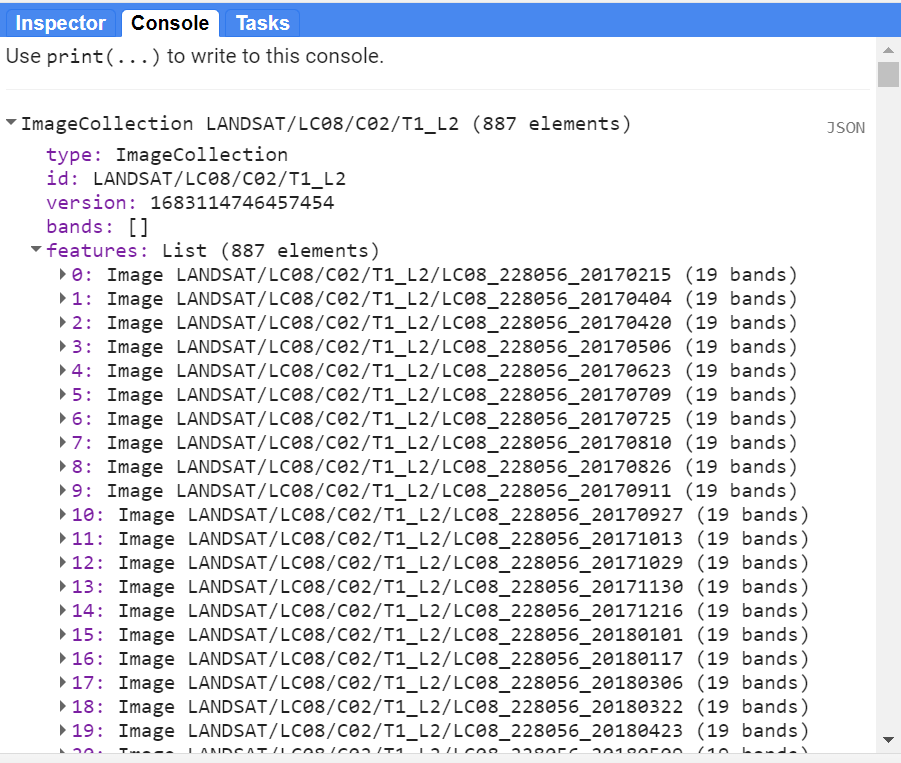 Inspector Console Tasks
Use print(...) to write to this console.
ImageCollection LANDSAT/LC08/C02/T1_L2 (887 elements)
JSON
type: ImageCollection
id: LANDSAT/LC08/C02/T1_L2
version: 1683114746457454
bands: []
features: List (887 elements)
0: Image LANDSAT/LC08/C02/T1_L2/LC08_228056_20170215 (19 bands)
1: Image LANDSAT/LC08/C02/T1_L2/LC08_228056_20170404 (19 bands)
2: Image LANDSAT/LC08/C02/T1_L2/LC08_228056_20170420 (19 bands)
3: Image LANDSAT/LC08/C02/T1_L2/LC08_228056_20170506 (19 bands)
4: Image LANDSAT/LC08/C02/T1_L2/LC08_228056_20170623 (19 bands)
5: Image LANDSAT/LC08/C02/T1_L2/LC08_228056_20170709 (19 bands)
6: Image LANDSAT/LC08/C02/T1_L2/LC08_228056_20170725 (19 bands)
7: Image LANDSAT/LC08/C02/T1_L2/LC08_228056_20170810 (19 bands)
8: Image LANDSAT/LC08/C02/T1_L2/LC08_228056_20170826 (19 bands)
9: Image LANDSAT/LC08/C02/T1_L2/LC08_228056_20170911 (19 bands)
10: Image LANDSAT/LC08/C02/T1_L2/LC08_228056_20170927 (19 bands)
11: Image LANDSAT/LC08/C02/T1_L2/LC08_228056_20171013 (19 bands)
12: Image LANDSAT/LC08/C02/T1_L2/LC08_228056_20171029 (19 bands)
13: Image LANDSAT/LC08/C02/T1_L2/LC08_228056_20171130 (19 bands)
14: Image LANDSAT/LC08/C02/T1_L2/LC08_228056_20171216 (19 bands)
15: Image LANDSAT/LC08/C02/T1_L2/LC08_228056_20180101 (19 bands)
16: Image LANDSAT/LC08/C02/T1_L2/LC08_228056_20180117 (19 bands)
17: Image LANDSAT/LC08/C02/T1_L2/LC08_228056_20180306 (19 bands)
18: Image LANDSAT/LC08/C02/T1_L2/LC08_228056_20180322 (19 bands)
19: Image LANDSAT/LC08/C02/T1_L2/LC08_228056_20180423 (19 bands)